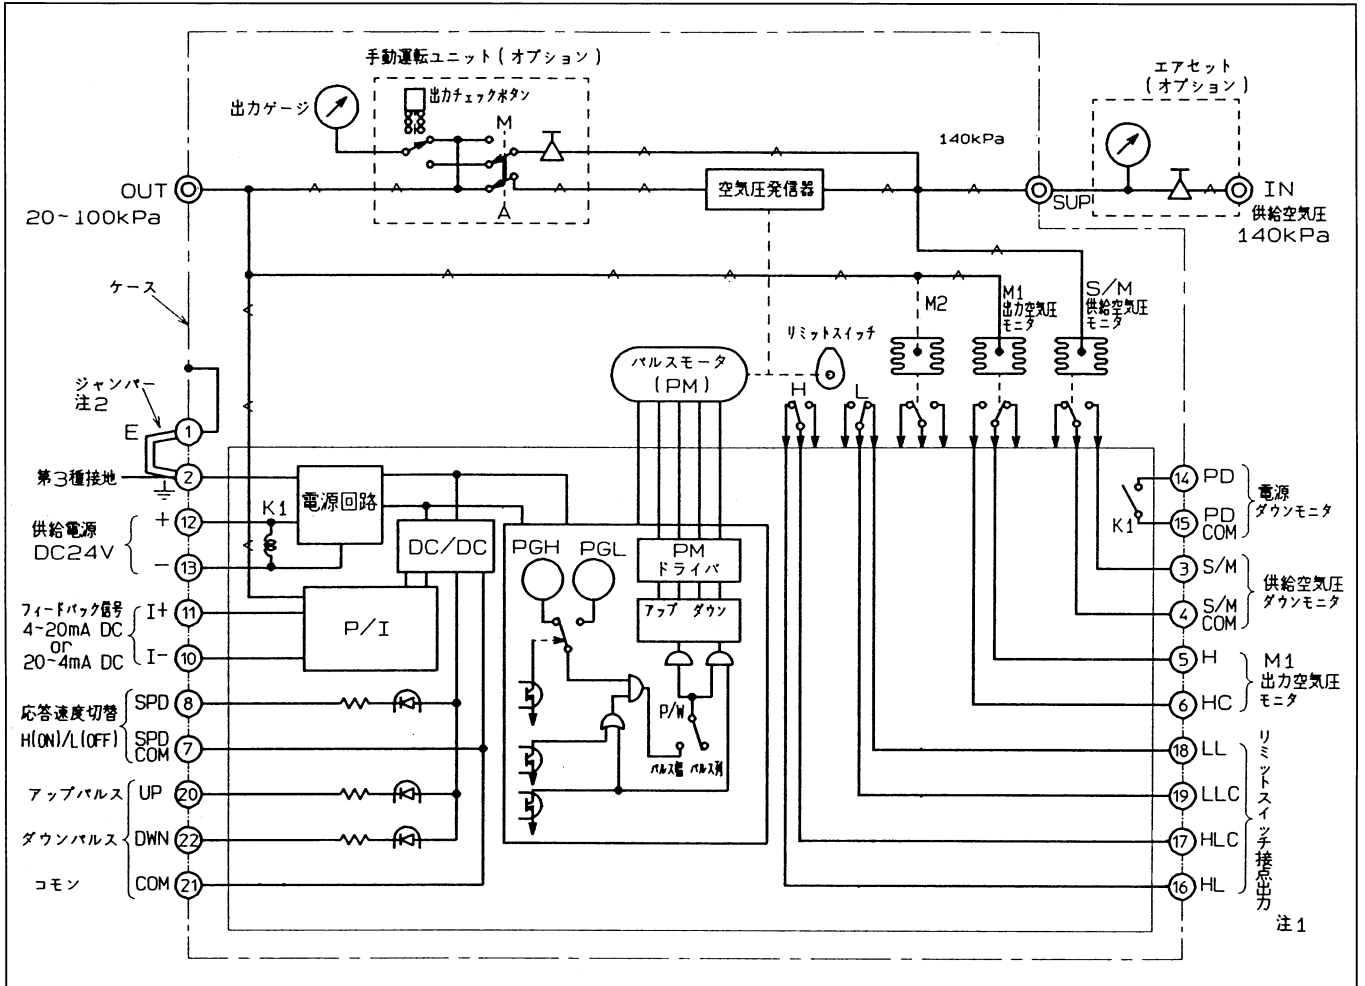 手動運転ユニット(オプション)
出力ゲージ
出力チェックボタン
M
A
140kPa
エアセット
(オプション)
OUT
20~100kPa
空気圧発信器
SUP
IN
供給空気圧
140kPa
ケース
M2
M1
出力空気圧
モニタ
S/M
供給空気圧
モニタ
リミットスイッチ
パルスモータ
(PM)
H
L
ジャンパー
注2
E
1
2
第3種接地
電源回路
K1
供給電源
DC24V
+
12
−
13
DC/DC
PGH
PGL
PM
ドライバ
アップ
ダウン
フィードバック信号
4~20mA DC
or
20~4mA DC
I+
11
I−
10
P/I
応答速度切替
H(ON)/L(OFF)
SPD
8
SPD
COM
7
P/W
パルス幅
パルス列
アップパルス
UP
20
ダウンパルス
DWN
22
コモン
COM
21
K1
14
PD
15
PD
COM
電源
ダウンモニタ
3
S/M
4
S/M
COM
供給空気圧
ダウンモニタ
5
H
6
HC
M1
出力空気圧
モニタ
18
LL
19
LLC
17
HLC
16
HL
リミットスイッチ接点出力
注1